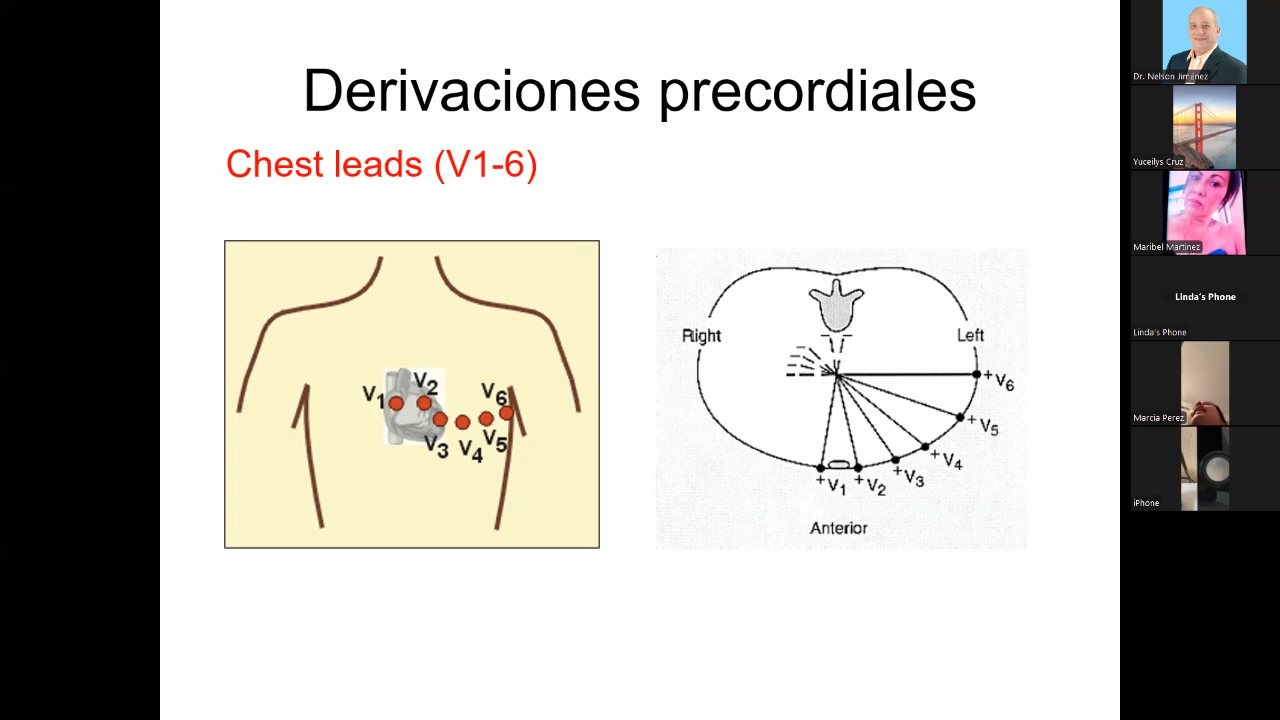 Derivaciones precordiales
Chest leads (V1-6)
V1
V2
V3
V4
V5
V6
Right
Left
+V6
+V5
+V4
+V3
+V2
+V1
Anterior
Dr. Nelson Jimenez
Yuceilys Cruz
Maribel Martinez
Linda's Phone
Linda's Phone
Marcia Perez
iPhone